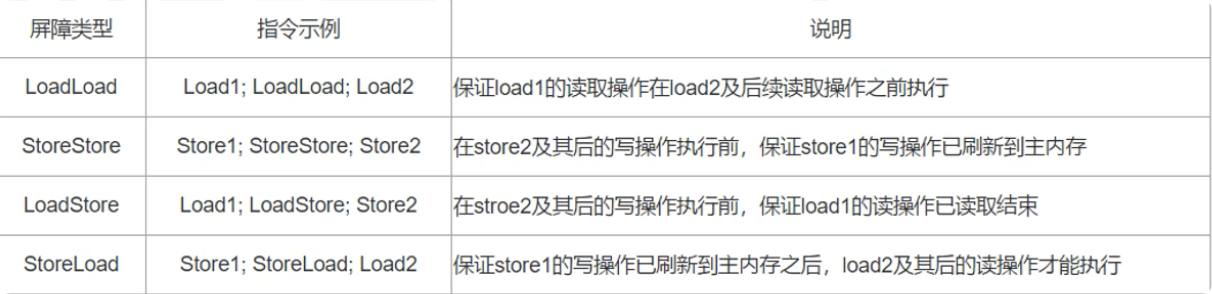 屏障类型 指令示例 说明
LoadLoad Load1; LoadLoad; Load2 保证load1的读取操作在load2及后续读取操作之前执行
StoreStore Store1; StoreStore; Store2 在store2及其后的写操作执行前，保证store1的写操作已刷新到主内存
LoadStore Load1; LoadStore; Store2 在stroe2及其后的写操作执行前，保证load1的读操作已读取结束
StoreLoad Store1; StoreLoad; Load2 保证store1的写操作已刷新到主内存之后，load2及其后的读操作才能执行